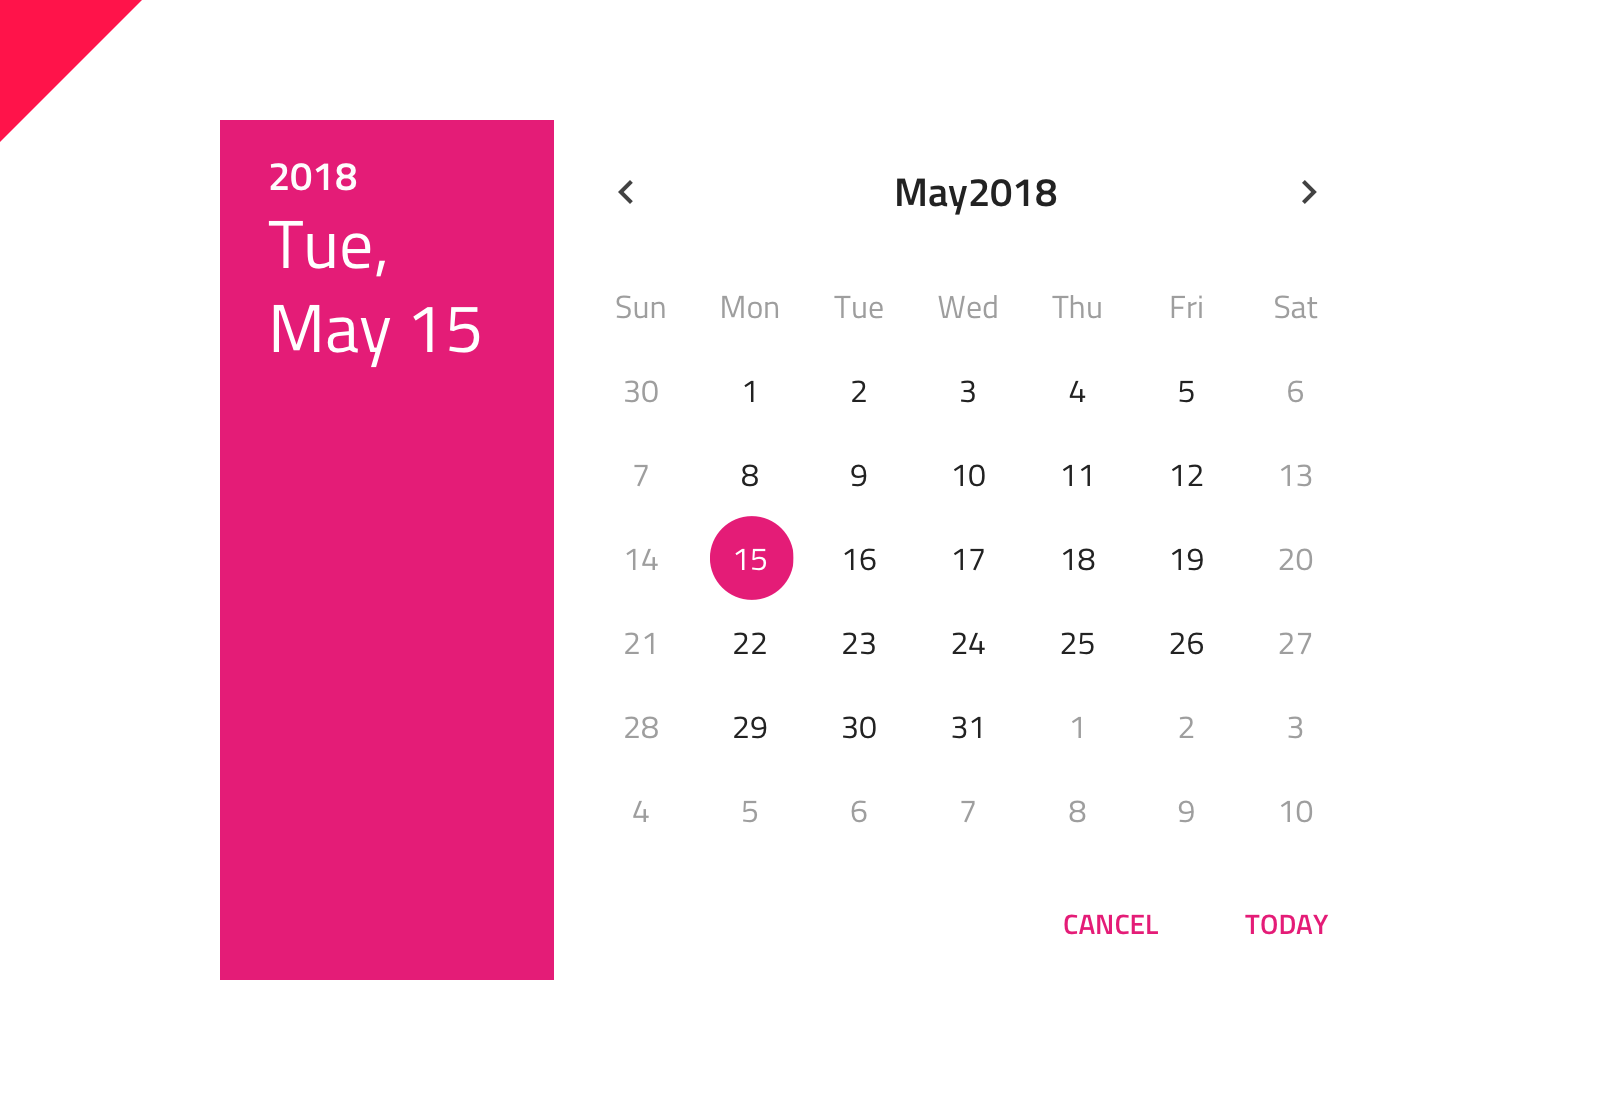 2018
Tue,
May 15
May2018
Sun Mon Tue Wed Thu Fri Sat
30 1 2 3 4 5 6
7 8 9 10 11 12 13
14 15 16 17 18 19 20
21 22 23 24 25 26 27
28 29 30 31 1 2 3
4 5 6 7 8 9 10
CANCEL TODAY